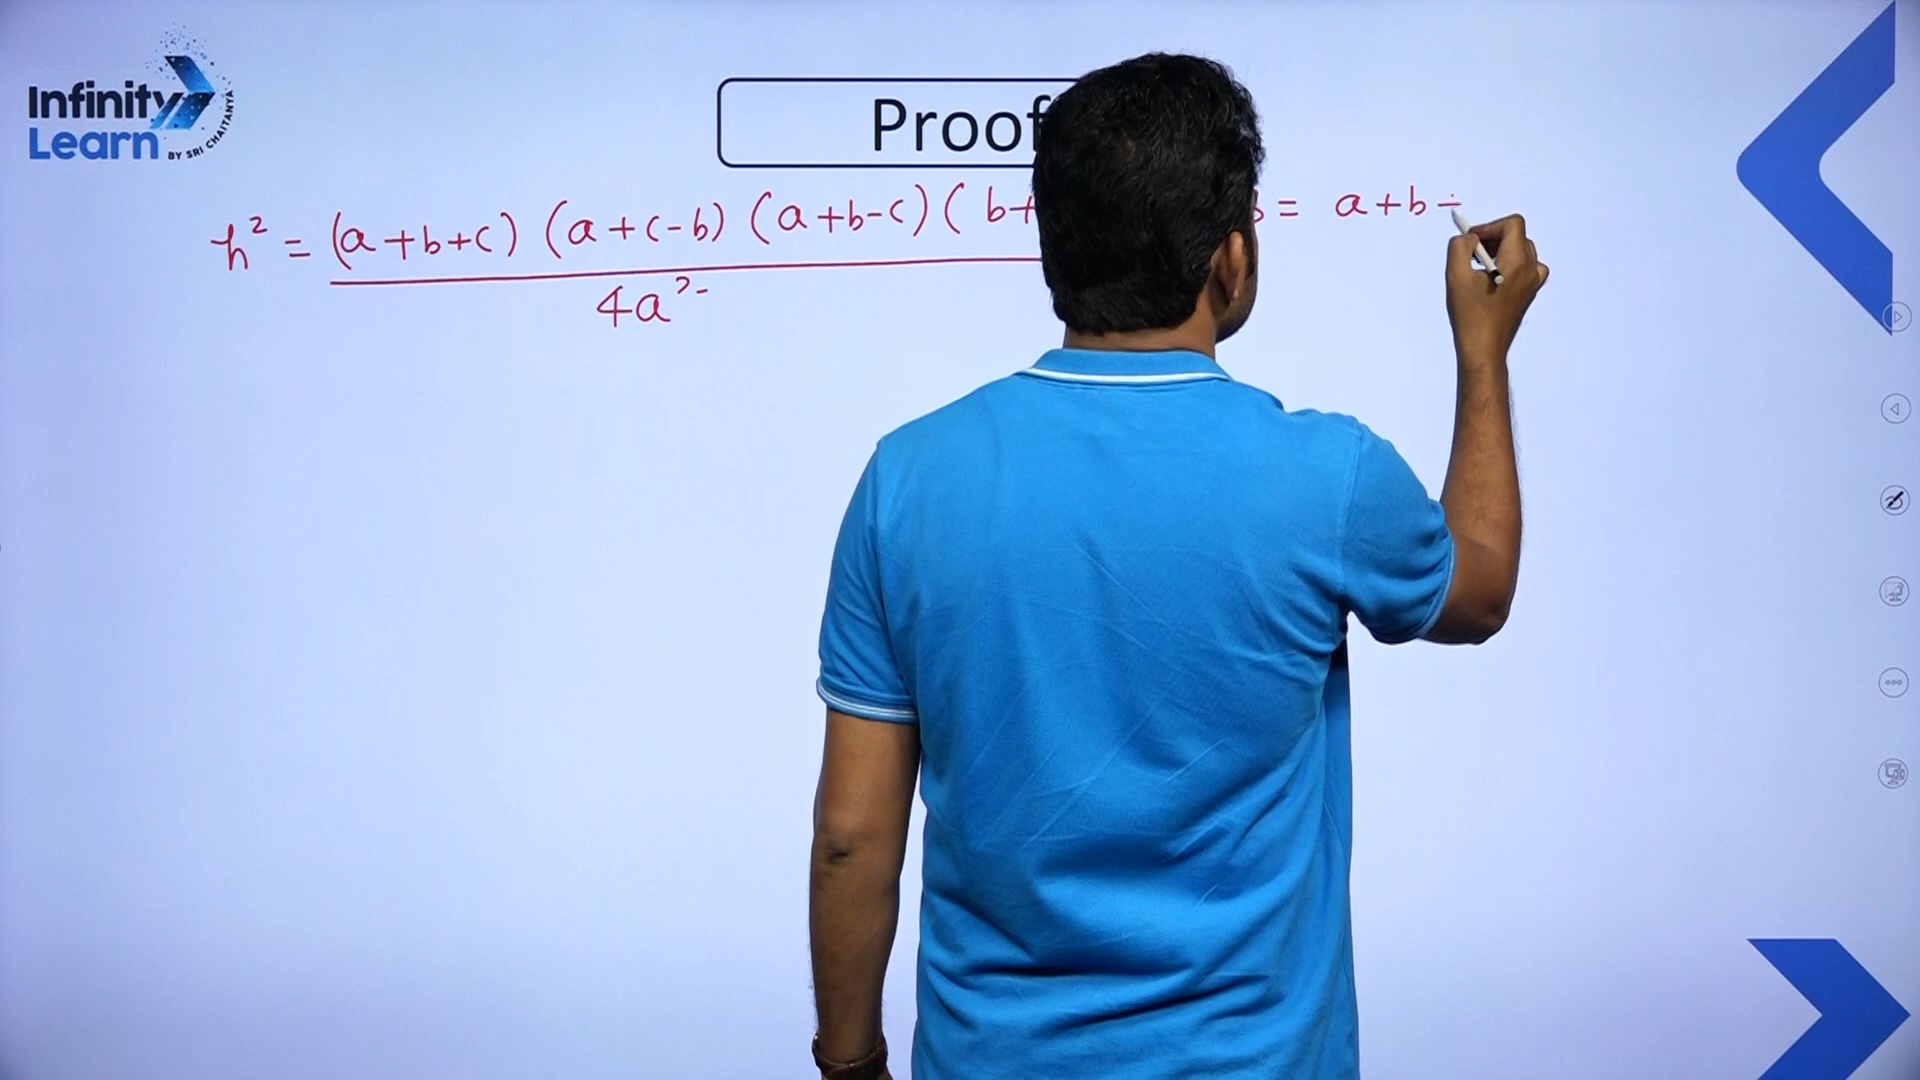 Infinity
Learn
BY SRI CHAITANYA
Proof
h² = (a+b+c) (a+c-b) (a+b-c) ( b+ = a+b
4a²